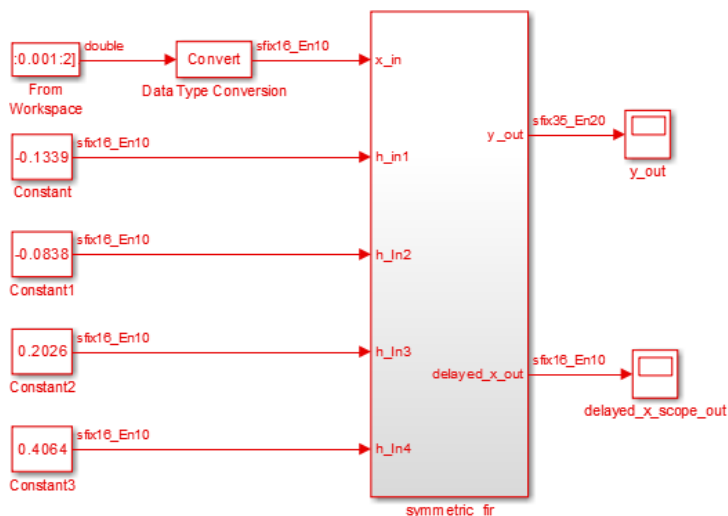 double
sfix16_En10
:0.001:2]
Convert
x_in
From
Workspace
Data Type Conversion
sfix16_En10
-0.1339
h_in1
Constant
y_out
sfix35_En20
y_out
sfix16_En10
-0.0838
h_In2
Constant1
sfix16_En10
0.2026
h_In3
Constant2
delayed_x_out
sfix16_En10
delayed_x_scope_out
sfix16_En10
0.4064
h_In4
Constant3
symmetric_fir